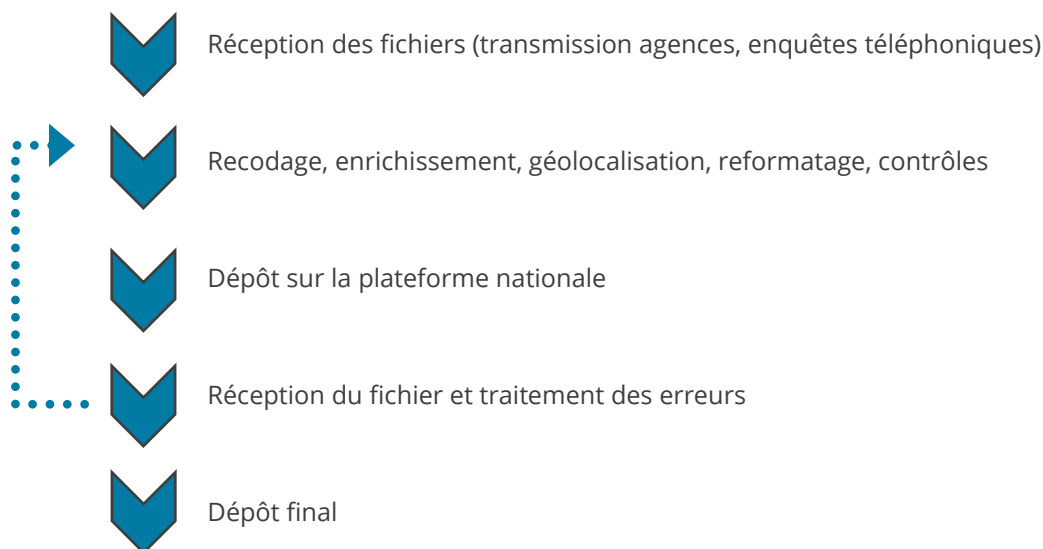 Réception des fichiers (transmission agences, enquêtes téléphoniques)
Recodage, enrichissement, géolocalisation, reformatage, contrôles
Dépôt sur la plateforme nationale
Réception du fichier et traitement des erreurs
Dépôt final